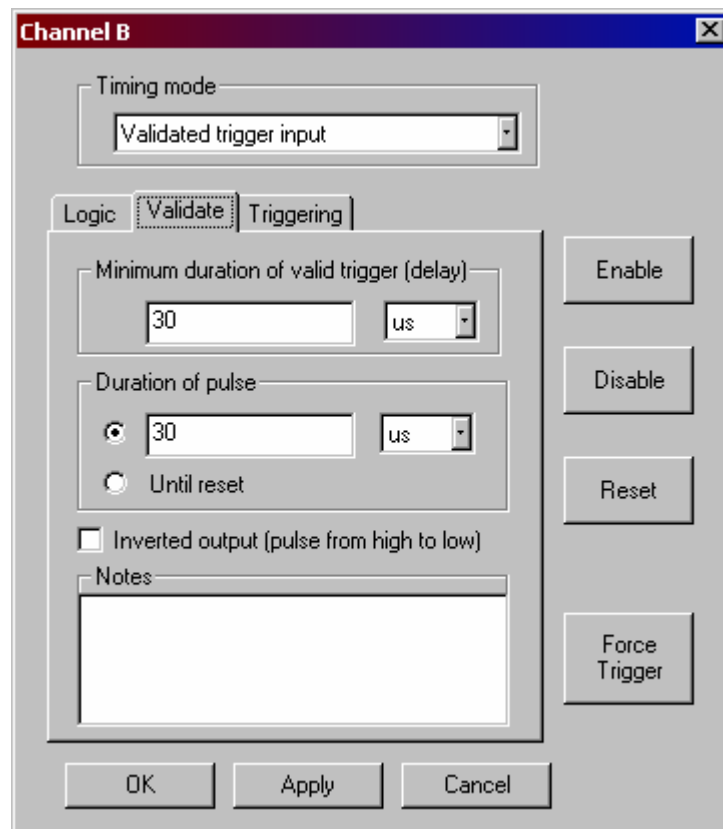 Channel B
Timing mode
Validated trigger input
Logic Validate Triggering
Minimum duration of valid trigger (delay)
30 us
Duration of pulse
30 us
Until reset
Inverted output (pulse from high to low)
Notes
Enable
Disable
Reset
Force
Trigger
OK Apply Cancel